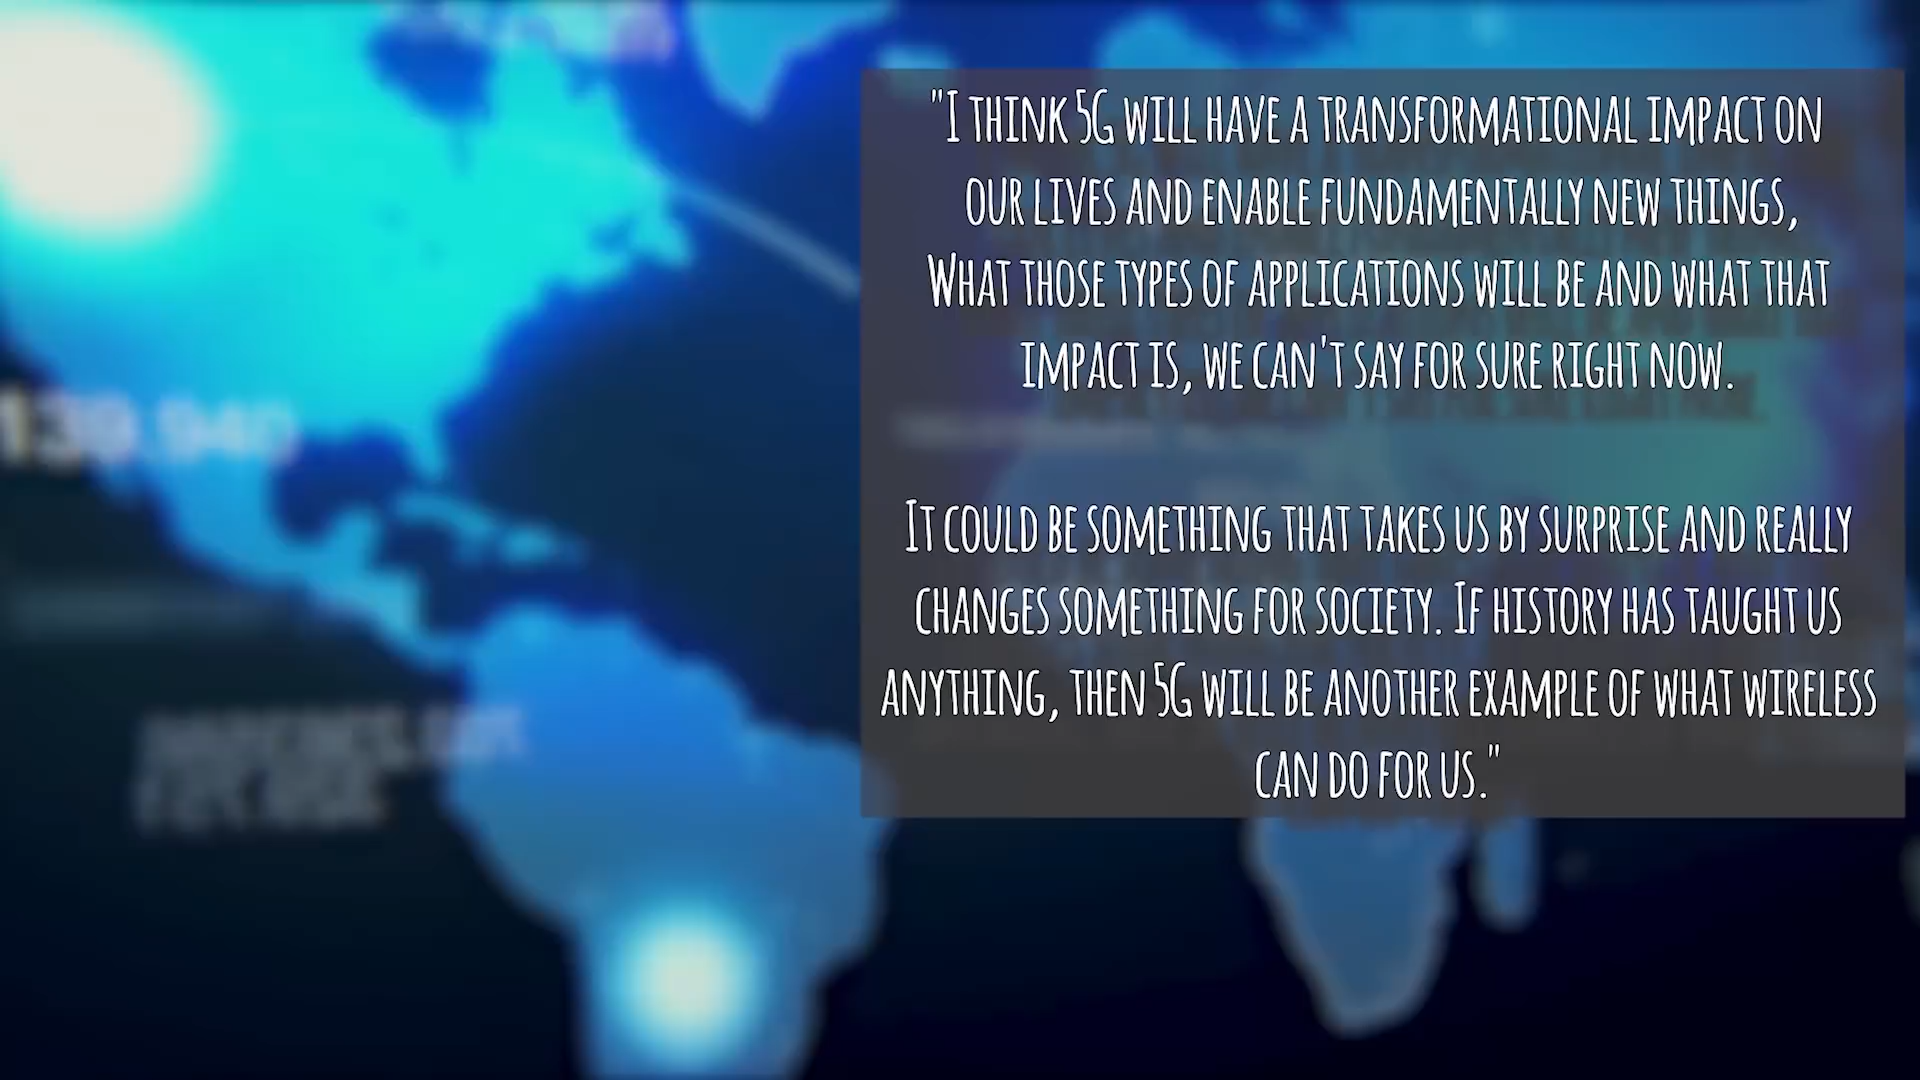 "I think 5G will have a transformational impact on
our lives and enable fundamentally new things,
What those types of applications will be and what that
impact is, we can't say for sure right now.
It could be something that takes us by surprise and really
changes something for society. If history has taught us
anything, then 5G will be another example of what wireless
can do for us."
139.940